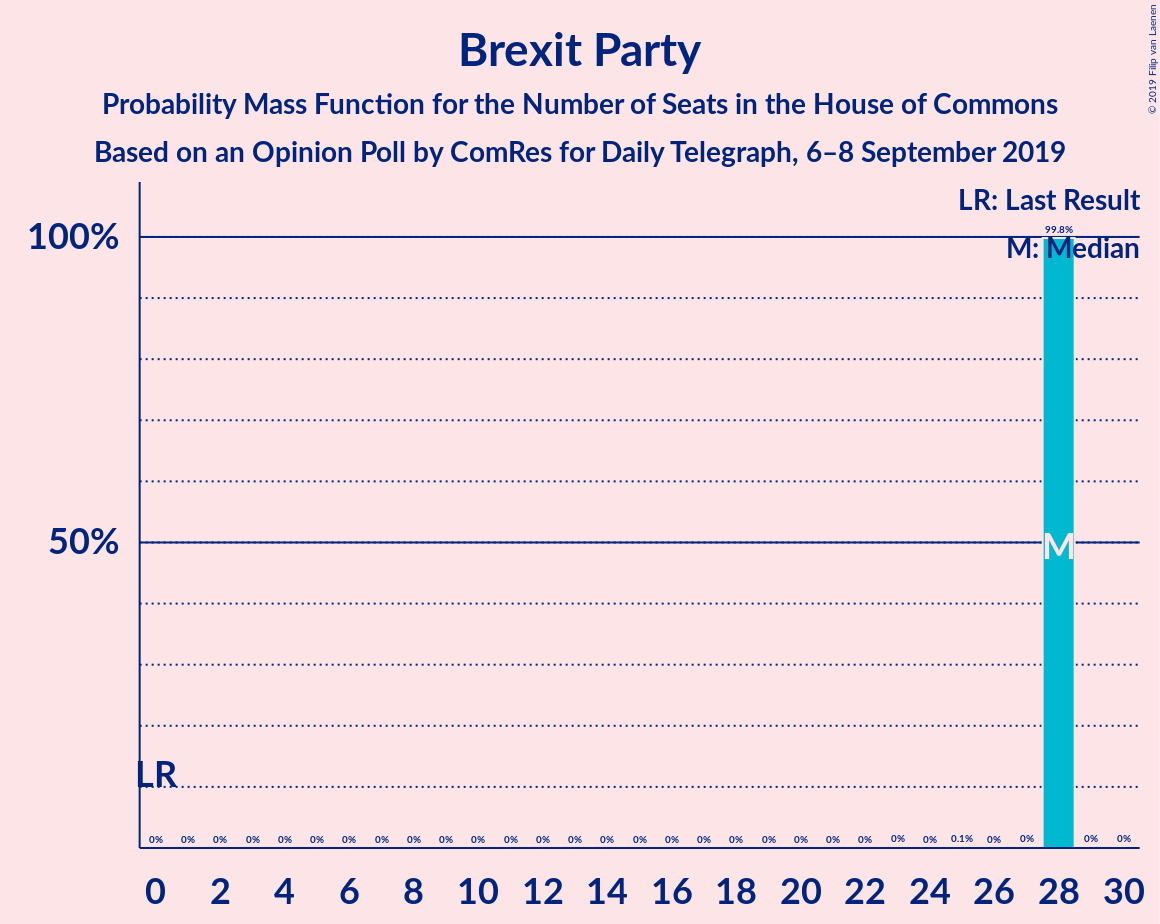 Brexit Party
Probability Mass Function for the Number of Seats in the House of Commons
Based on an Opinion Poll by ComRes for Daily Telegraph, 6–8 September 2019
© 2019 Filip van Laenen
LR: Last Result
M: Median
100%
50%
99.8%
M
LR
0% 0% 0% 0% 0% 0% 0% 0% 0% 0% 0% 0% 0% 0% 0% 0% 0% 0% 0% 0% 0% 0% 0% 0% 0% 0.1% 0% 0% 0% 0%
0 2 4 6 8 10 12 14 16 18 20 22 24 26 28 30